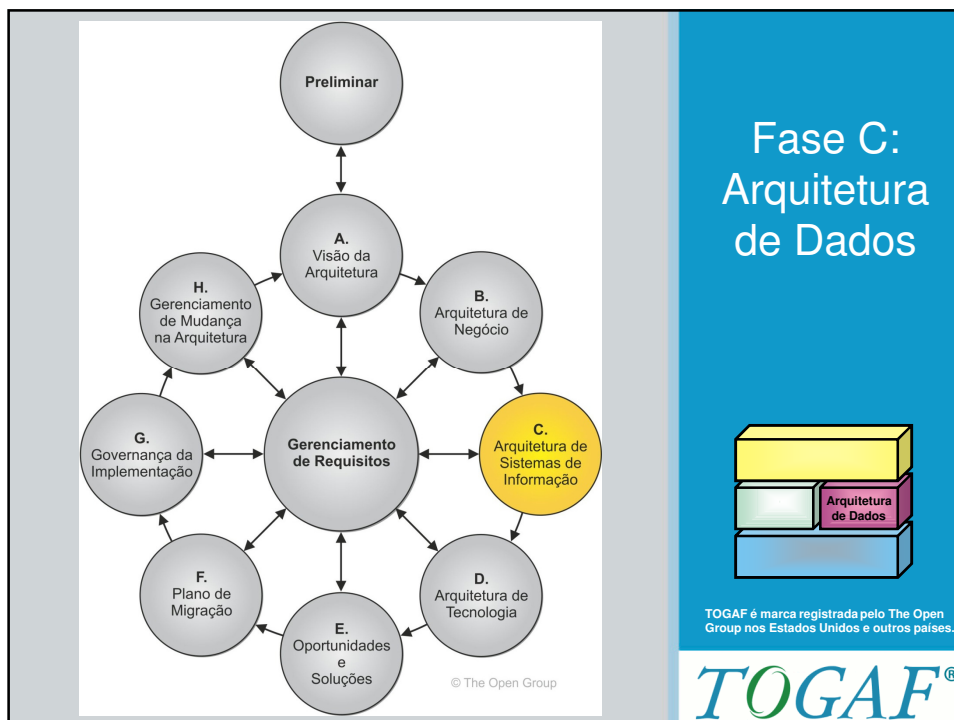 Preliminar
A.
Visão da
Arquitetura
B.
Arquitetura de
Negócio
H.
Gerenciamento
de Mudança
na Arquitetura
G.
Governança da
Implementação
Gerenciamento
de Requisitos
C.
Arquitetura de
Sistemas de
Informação
F.
Plano de
Migração
D.
Arquitetura de
Tecnologia
E.
Oportunidades
e
Soluções
© The Open Group
Fase C:
Arquitetura
de Dados
Arquitetura
de Dados
TOGAF é marca registrada pelo The Open
Group nos Estados Unidos e outros países.
TOGAF®